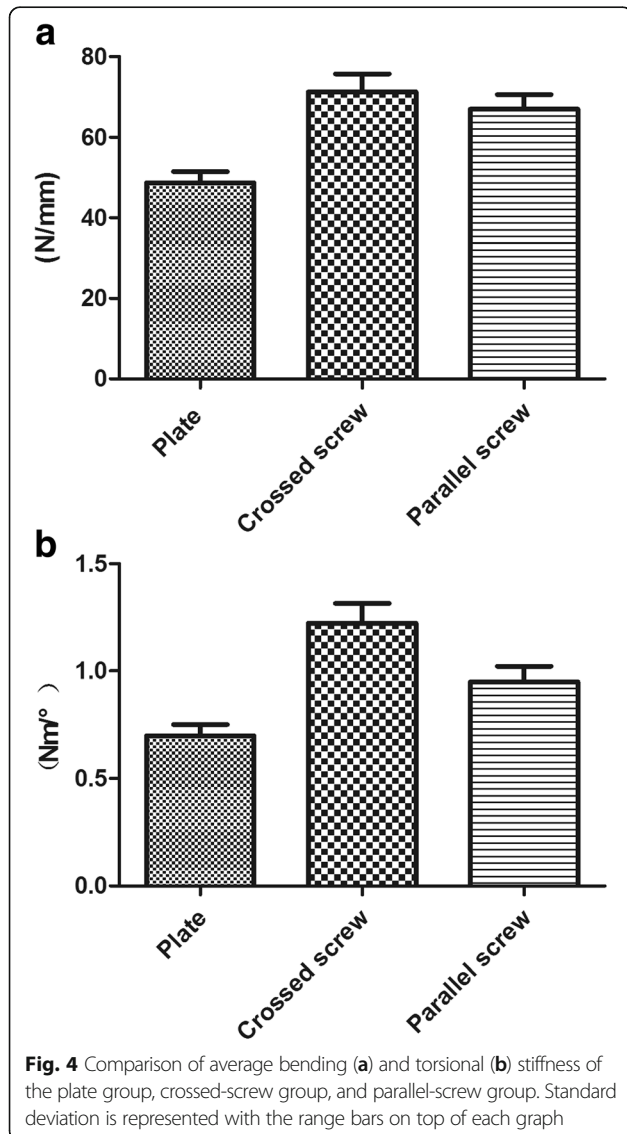 a
80
60
40
20
0
(N/mm)
Plate
Crossed screw
Parallel screw
b
1.5
1.0
0.5
0.0
(Nm/°)
Plate
Crossed screw
Parallel screw
Fig. 4 Comparison of average bending (a) and torsional (b) stiffness of
the plate group, crossed-screw group, and parallel-screw group. Standard
deviation is represented with the range bars on top of each graph